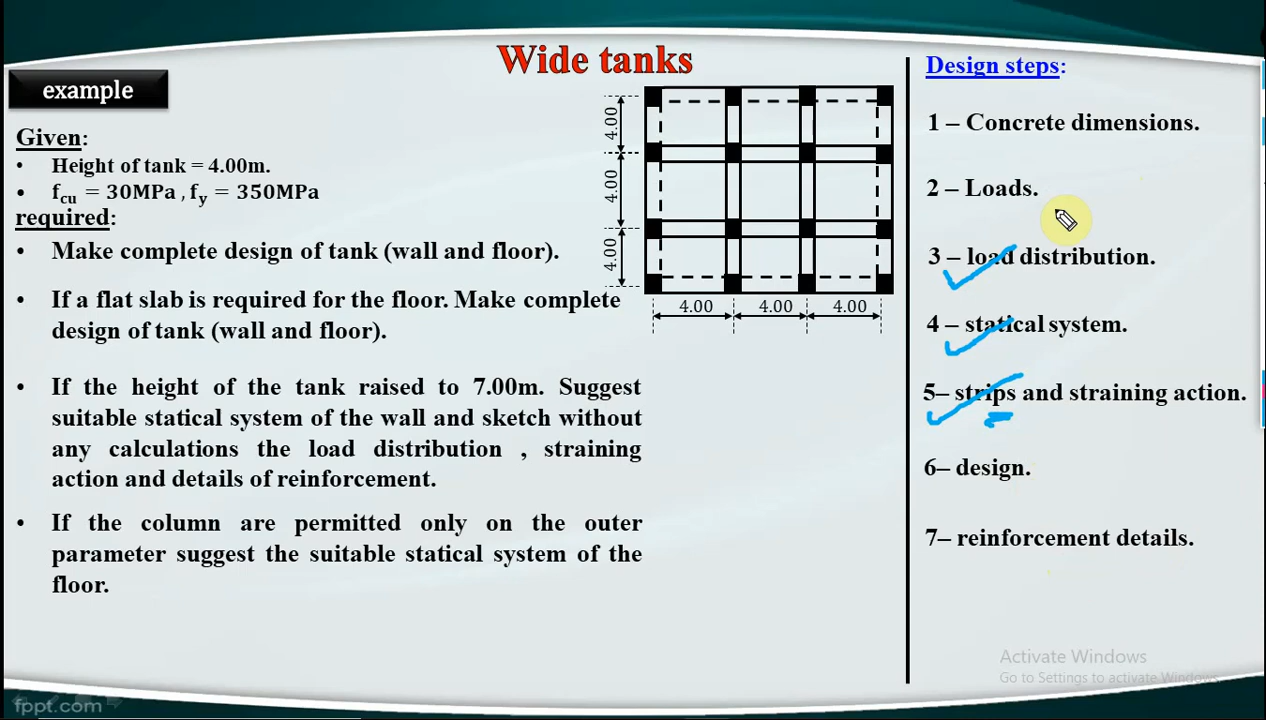 Wide tanks
example
Given:
• Height of tank = 4.00m.
• fcu = 30MPa , fy = 350MPa
required:
• Make complete design of tank (wall and floor).
• If a flat slab is required for the floor. Make complete
design of tank (wall and floor).
• If the height of the tank raised to 7.00m. Suggest
suitable statical system of the wall and sketch without
any calculations the load distribution , straining
action and details of reinforcement.
• If the column are permitted only on the outer
parameter suggest the suitable statical system of the
floor.
4.00
4.00
4.00
4.00 4.00 4.00
Design steps:
1 – Concrete dimensions.
2 – Loads.
3 – load distribution.
4 – statical system.
5– strips and straining action.
6– design.
7– reinforcement details.
Activate Windows
Go to Settings to activate Windows.
fppt.com